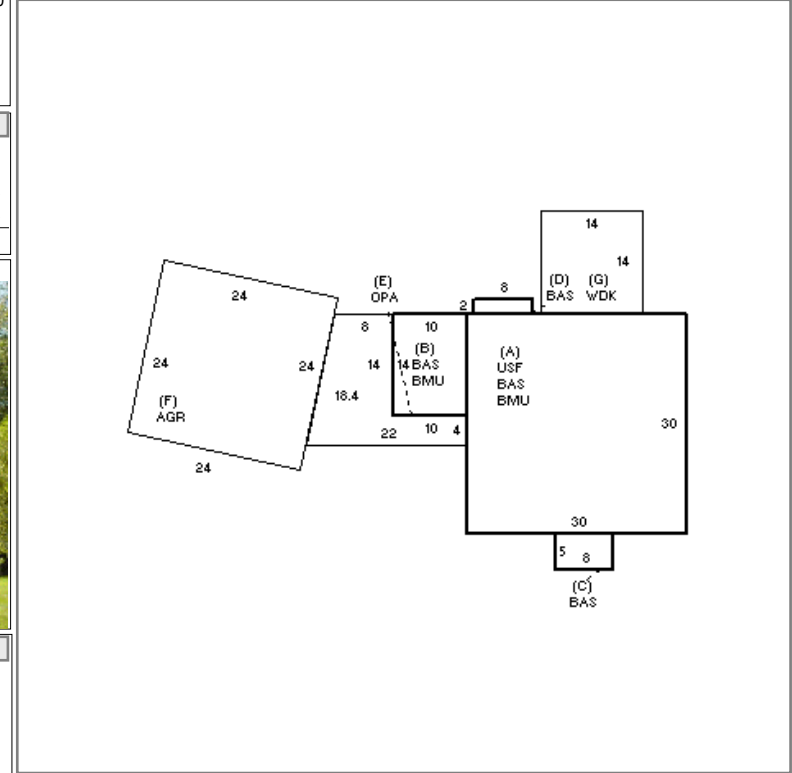 14
14
(D) (G)
BAS WDK
(E)
OPA
8
2
24
8
10
(B)
14
14
BAS
BMU
(A)
USF
BAS
BMU
24
24
18.4
(F)
AGR
30
22
10
4
24
30
5
8
(C)
BAS